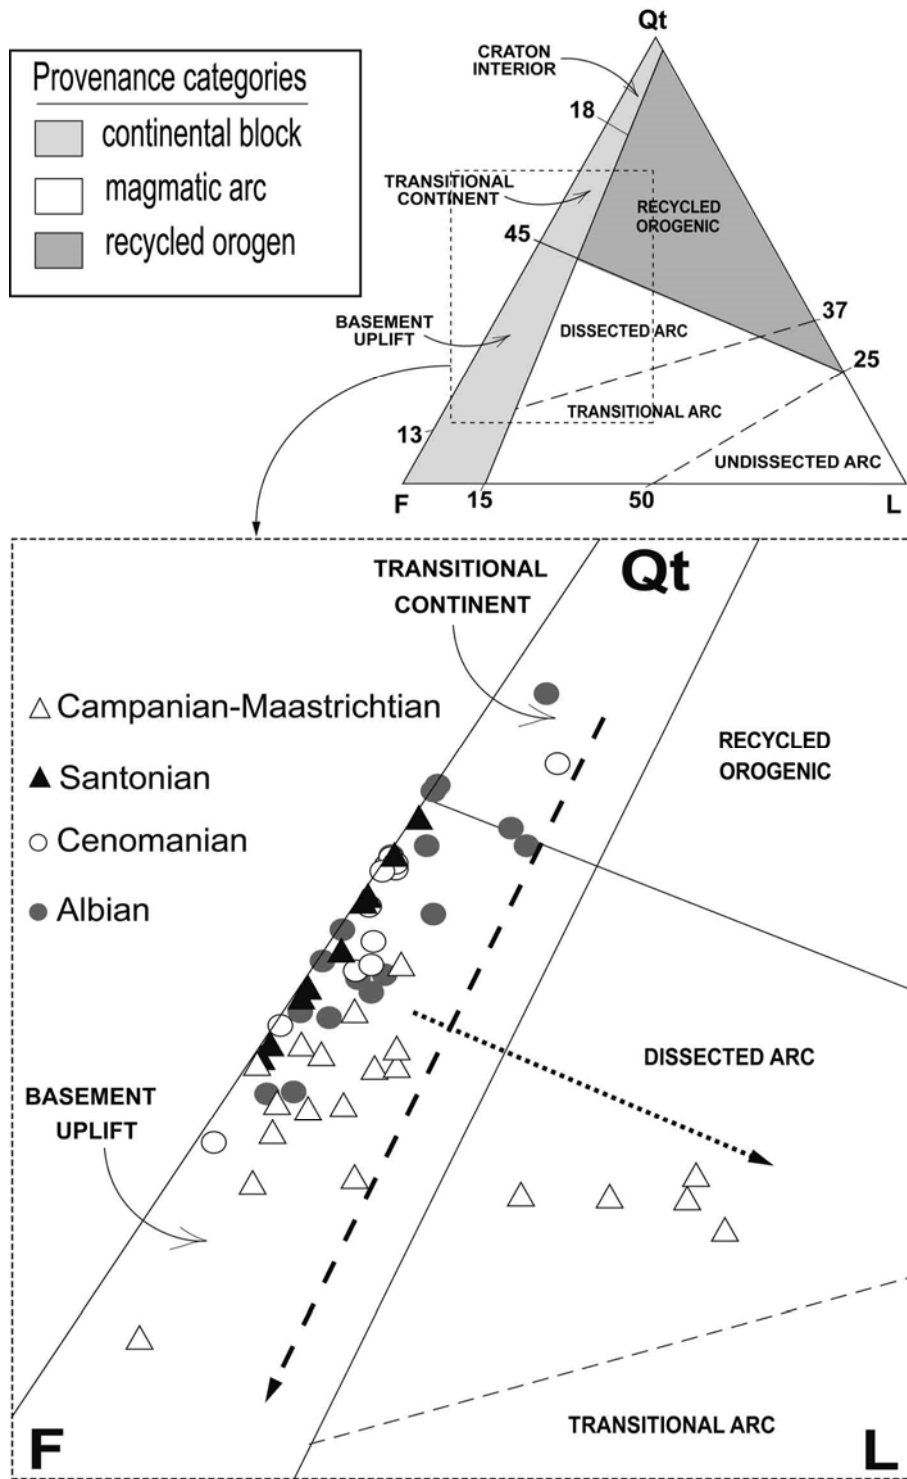 Provenance categories
continental block
magmatic arc
recycled orogen
Qt
CRATON
INTERIOR
18
TRANSITIONAL
CONTINENT
RECYCLED
OROGENIC
45
BASEMENT
UPLIFT
DISSECTED ARC
37
25
TRANSITIONAL ARC
13
UNDISSECTED ARC
F
15
50
L
TRANSITIONAL
CONTINENT
Qt
Campanian-Maastrichtian
Santonian
Cenomanian
Albian
RECYCLED
OROGENIC
DISSECTED ARC
BASEMENT
UPLIFT
TRANSITIONAL ARC
F
L